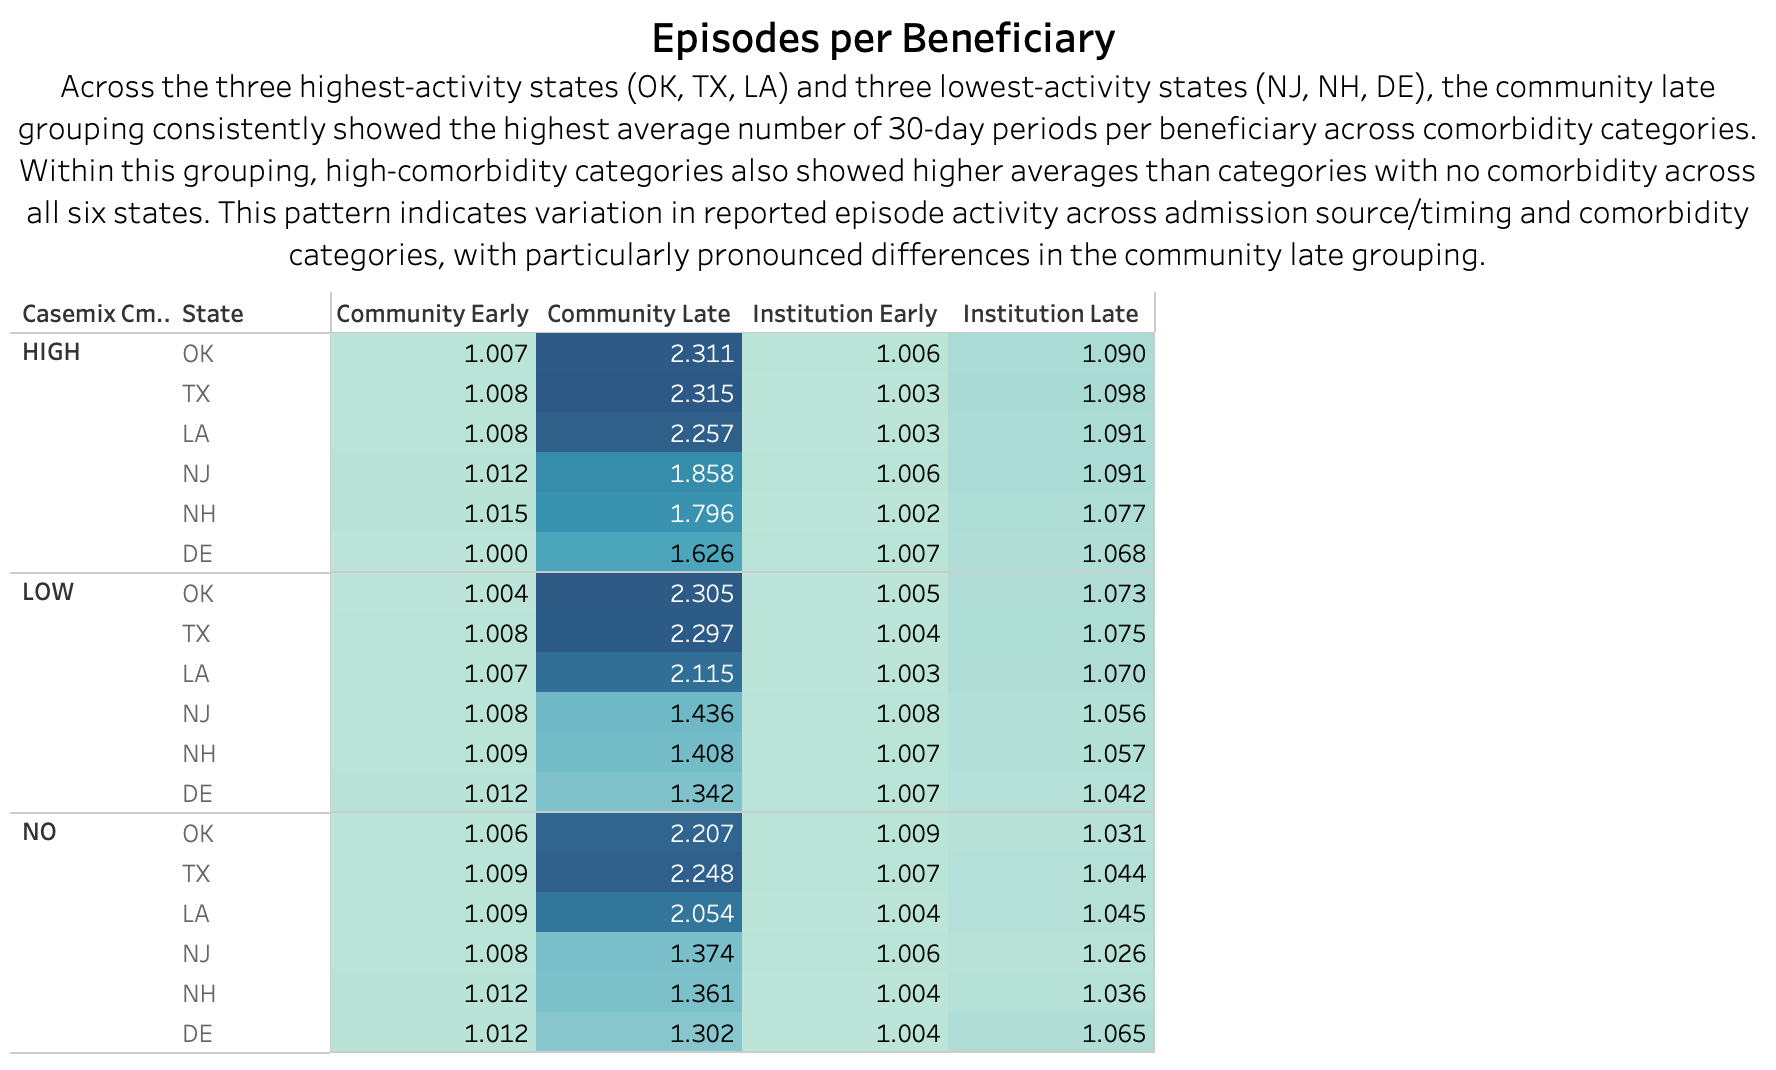 Episodes per Beneficiary
Across the three highest-activity states (OK, TX, LA) and three lowest-activity states (NJ, NH, DE), the community late
grouping consistently showed the highest average number of 30-day periods per beneficiary across comorbidity categories.
Within this grouping, high-comorbidity categories also showed higher averages than categories with no comorbidity across
all six states. This pattern indicates variation in reported episode activity across admission source/timing and comorbidity
categories, with particularly pronounced differences in the community late grouping.
Casemix Cm.. State Community Early Community Late Institution Early Institution Late
HIGH OK 1.007 2.311 1.006 1.090
TX 1.008 2.315 1.003 1.098
LA 1.008 2.257 1.003 1.091
NJ 1.012 1.858 1.006 1.091
NH 1.015 1.796 1.002 1.077
DE 1.000 1.626 1.007 1.068
LOW OK 1.004 2.305 1.005 1.073
TX 1.008 2.297 1.004 1.075
LA 1.007 2.115 1.003 1.070
NJ 1.008 1.436 1.008 1.056
NH 1.009 1.408 1.007 1.057
DE 1.012 1.342 1.007 1.042
NO OK 1.006 2.207 1.009 1.031
TX 1.009 2.248 1.007 1.044
LA 1.009 2.054 1.004 1.045
NJ 1.008 1.374 1.006 1.026
NH 1.012 1.361 1.004 1.036
DE 1.012 1.302 1.004 1.065